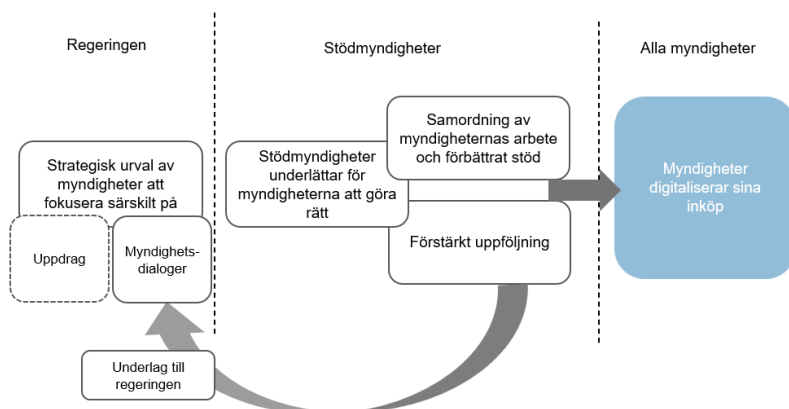 Regeringen
Stödmyndigheter
Alla myndigheter
Strategisk urval av
myndigheter att
fokusera särskilt på
Uppdrag
Myndighets-
dialoger
Underlag till
regeringen
Stödmyndigheter
underlättar för
myndigheterna att göra
rätt
Samordning av
myndigheternas arbete
och förbättrat stöd
Förstärkt uppföljning
Myndigheter
digitaliserar sina
inköp